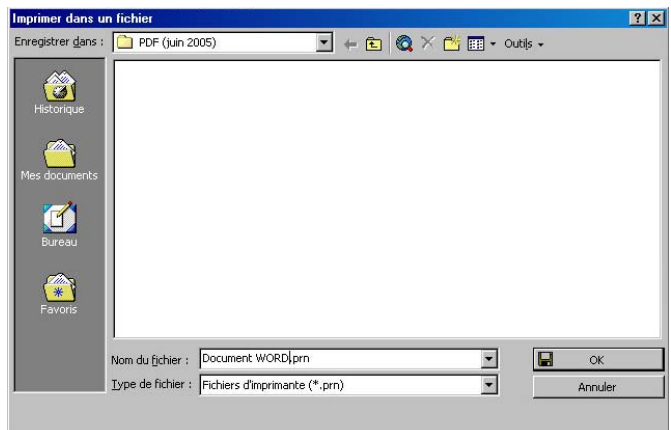 Imprimer dans un fichier
Enregistrer dans : PDF (juin 2005) Outils
Historique
Mes documents
Bureau
Favoris
Nom du fichier : Document WORD.prn OK
Type de fichier : Fichiers d'imprimante (*.prn) Annuler